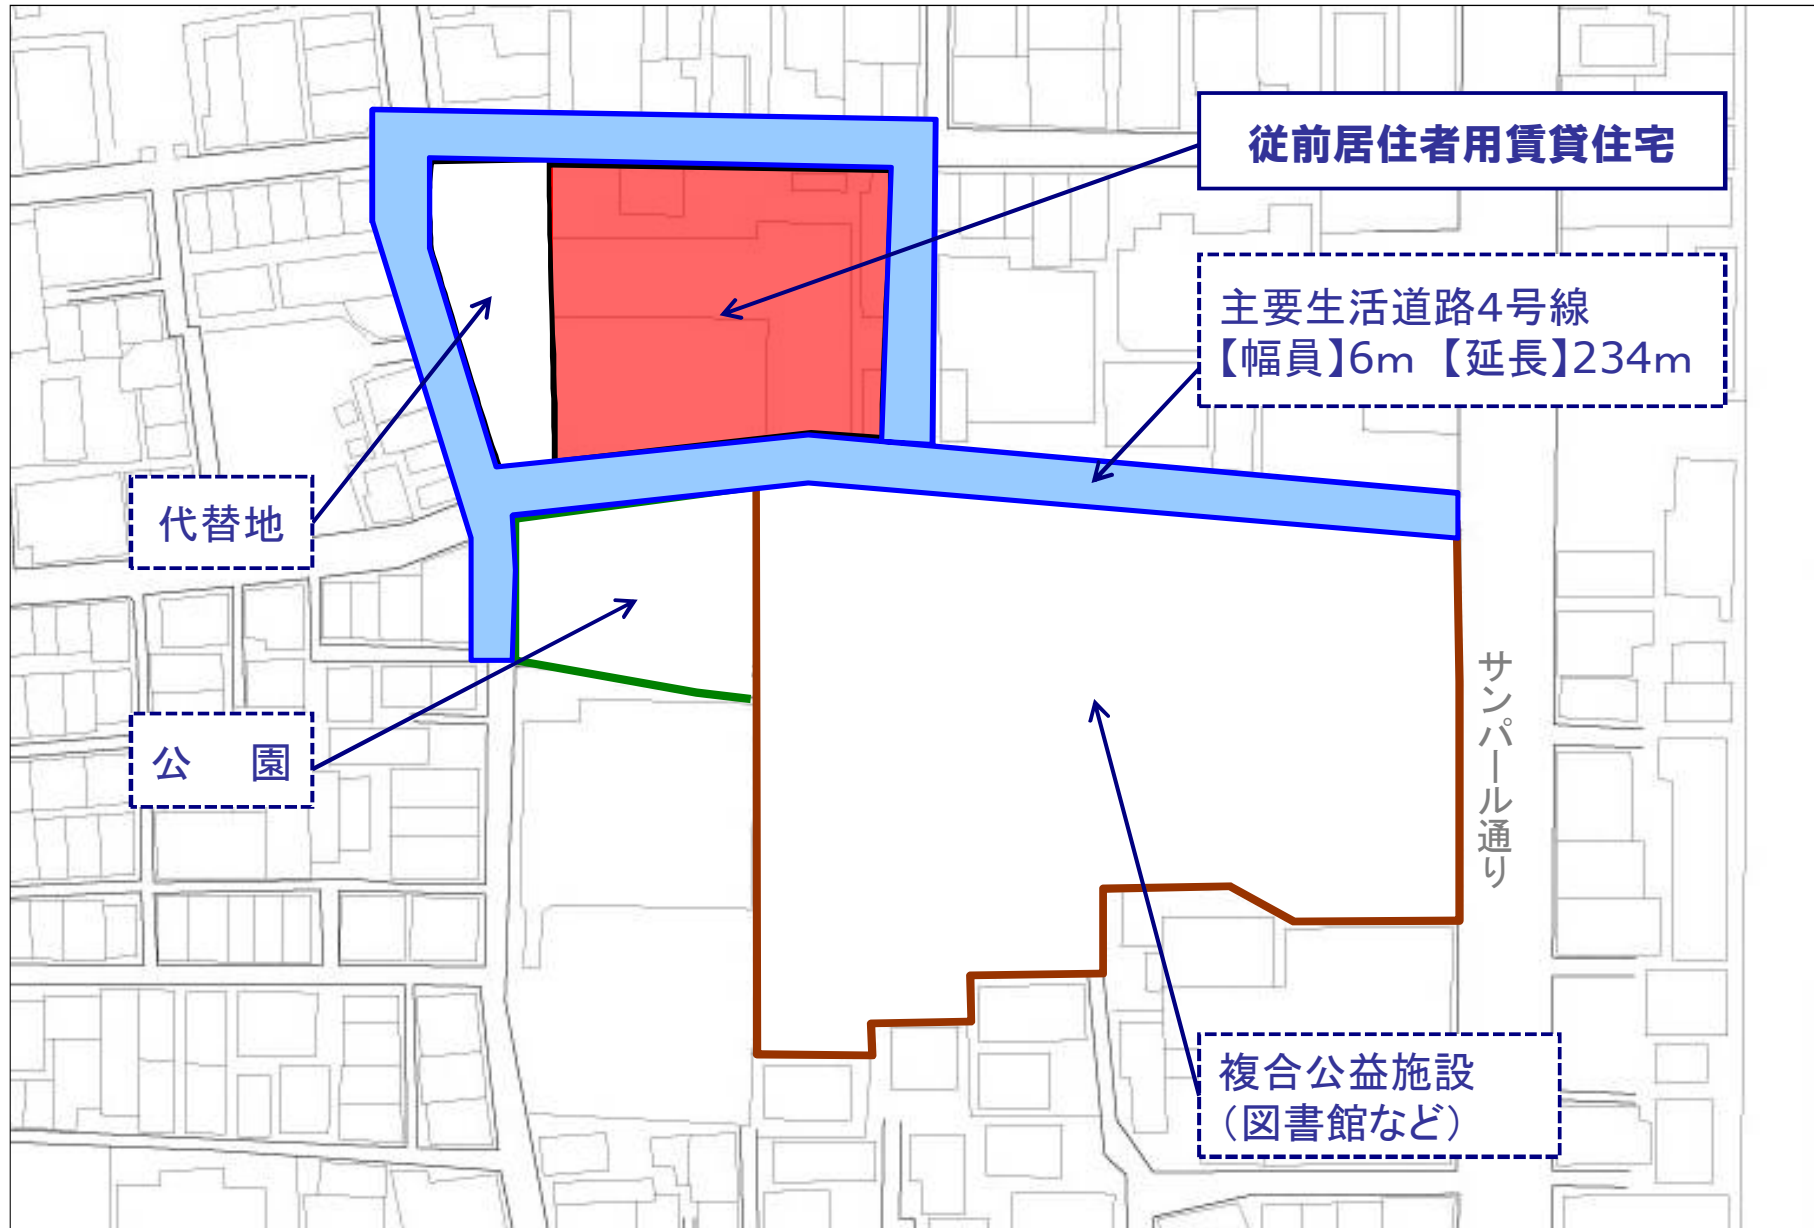 従前居住者用賃貸住宅
主要生活道路4号線
【幅員】6m 【延長】234m
代替地
公　園
サンパール通り
複合公益施設
（図書館など）